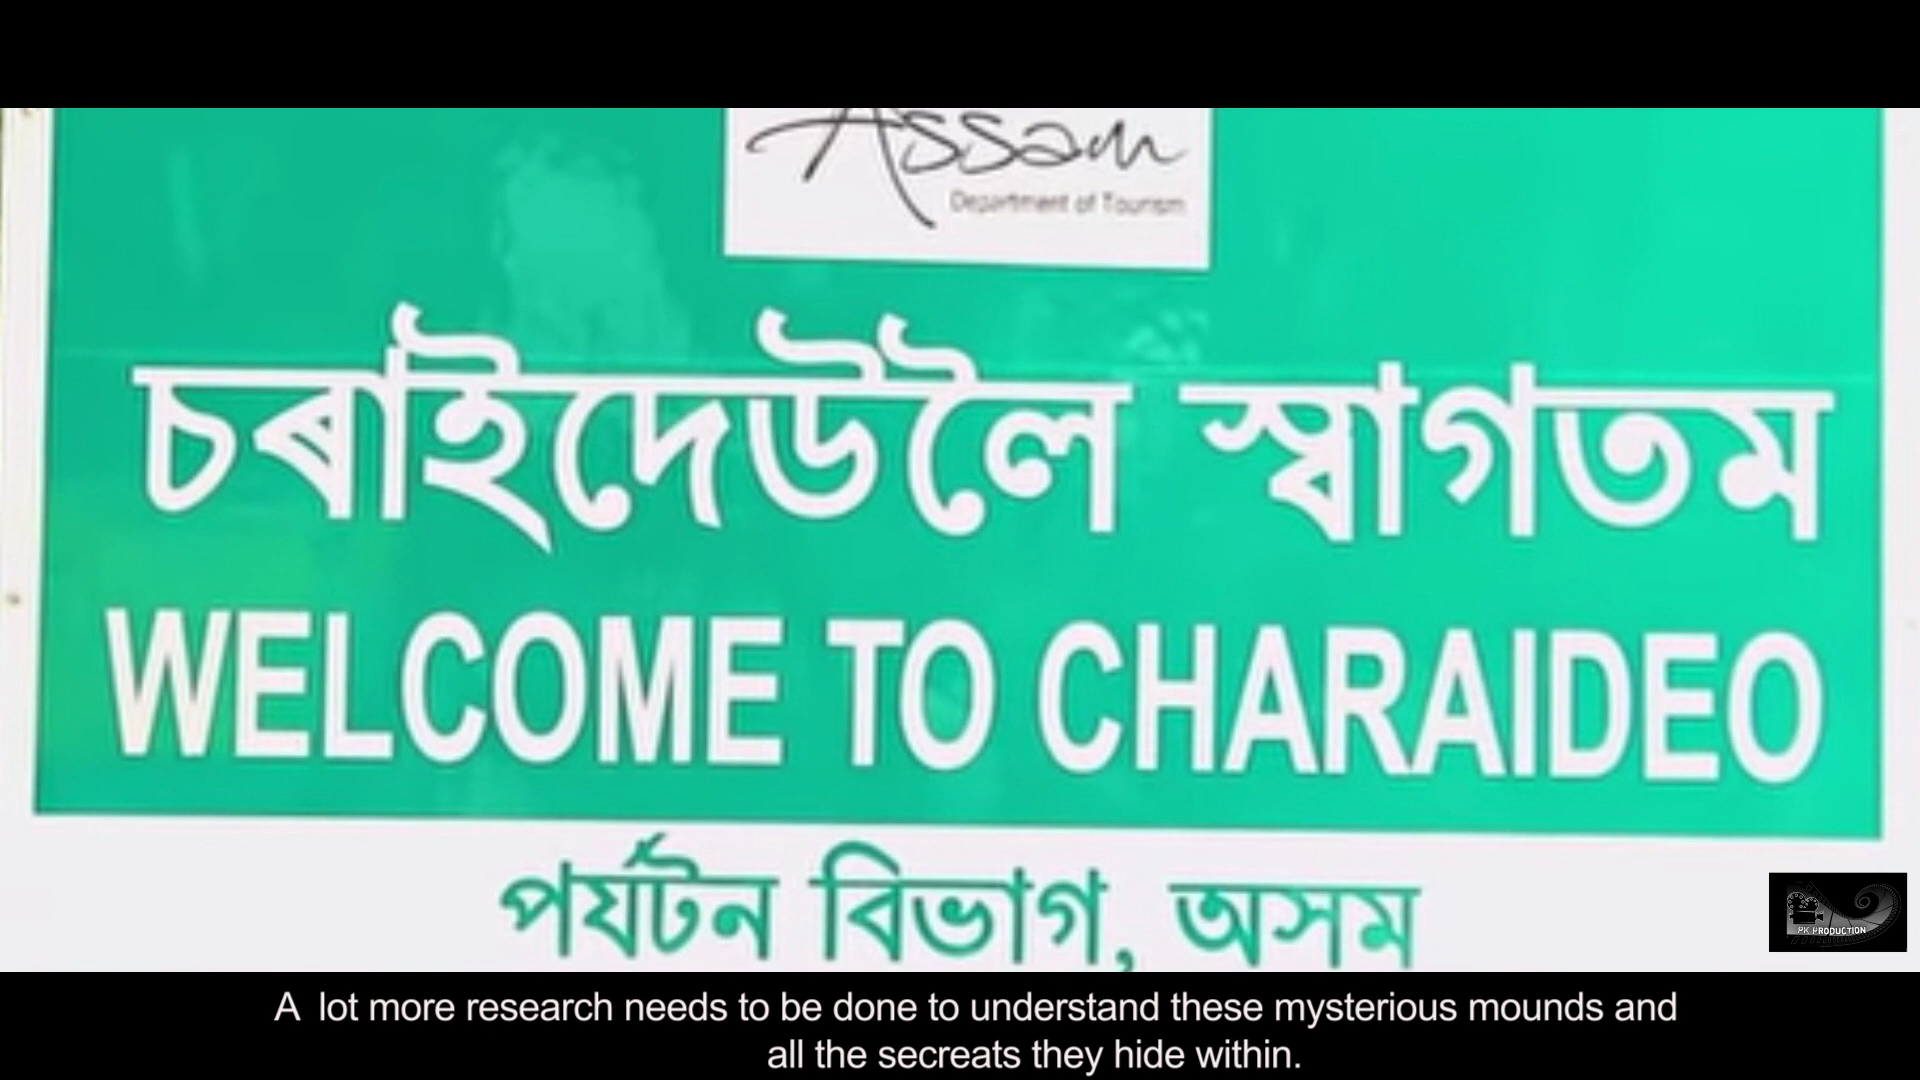 Assam
Department of Tourism
চৰাইদেউলৈ স্বাগতম
WELCOME TO CHARAIDEO
পৰ্যটন বিভাগ, অসম
PK PRODUCTION
A lot more research needs to be done to understand these mysterious mounds and
all the secreats they hide within.